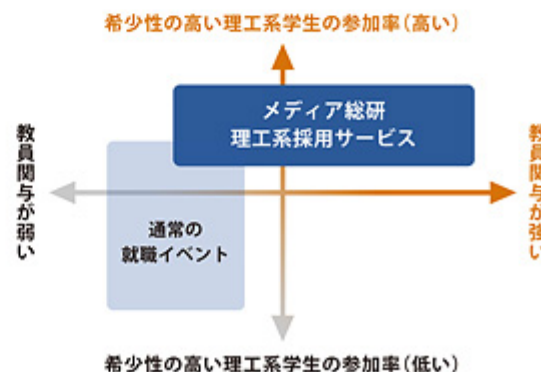 希少性の高い理工系学生の参加率(高い)
メディア総研
理工系採用サービス
教員関与が弱い
教員関与が強い
通常の
就職イベント
希少性の高い理工系学生の参加率(低い)